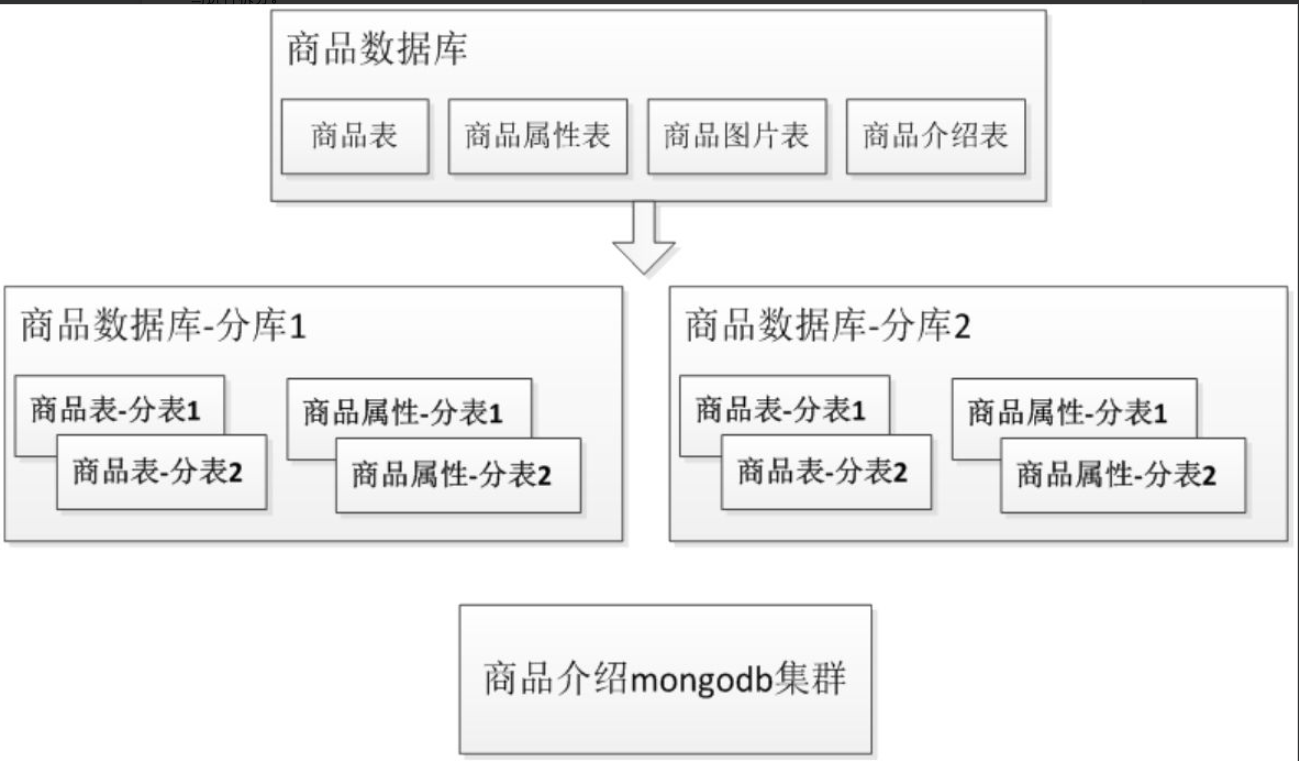 商品数据库
商品表
商品属性表
商品图片表
商品介绍表
商品数据库-分库1
商品表-分表1
商品属性-分表1
商品表-分表2
商品属性-分表2
商品数据库-分库2
商品表-分表1
商品属性-分表1
商品表-分表2
商品属性-分表2
商品介绍mongodb集群